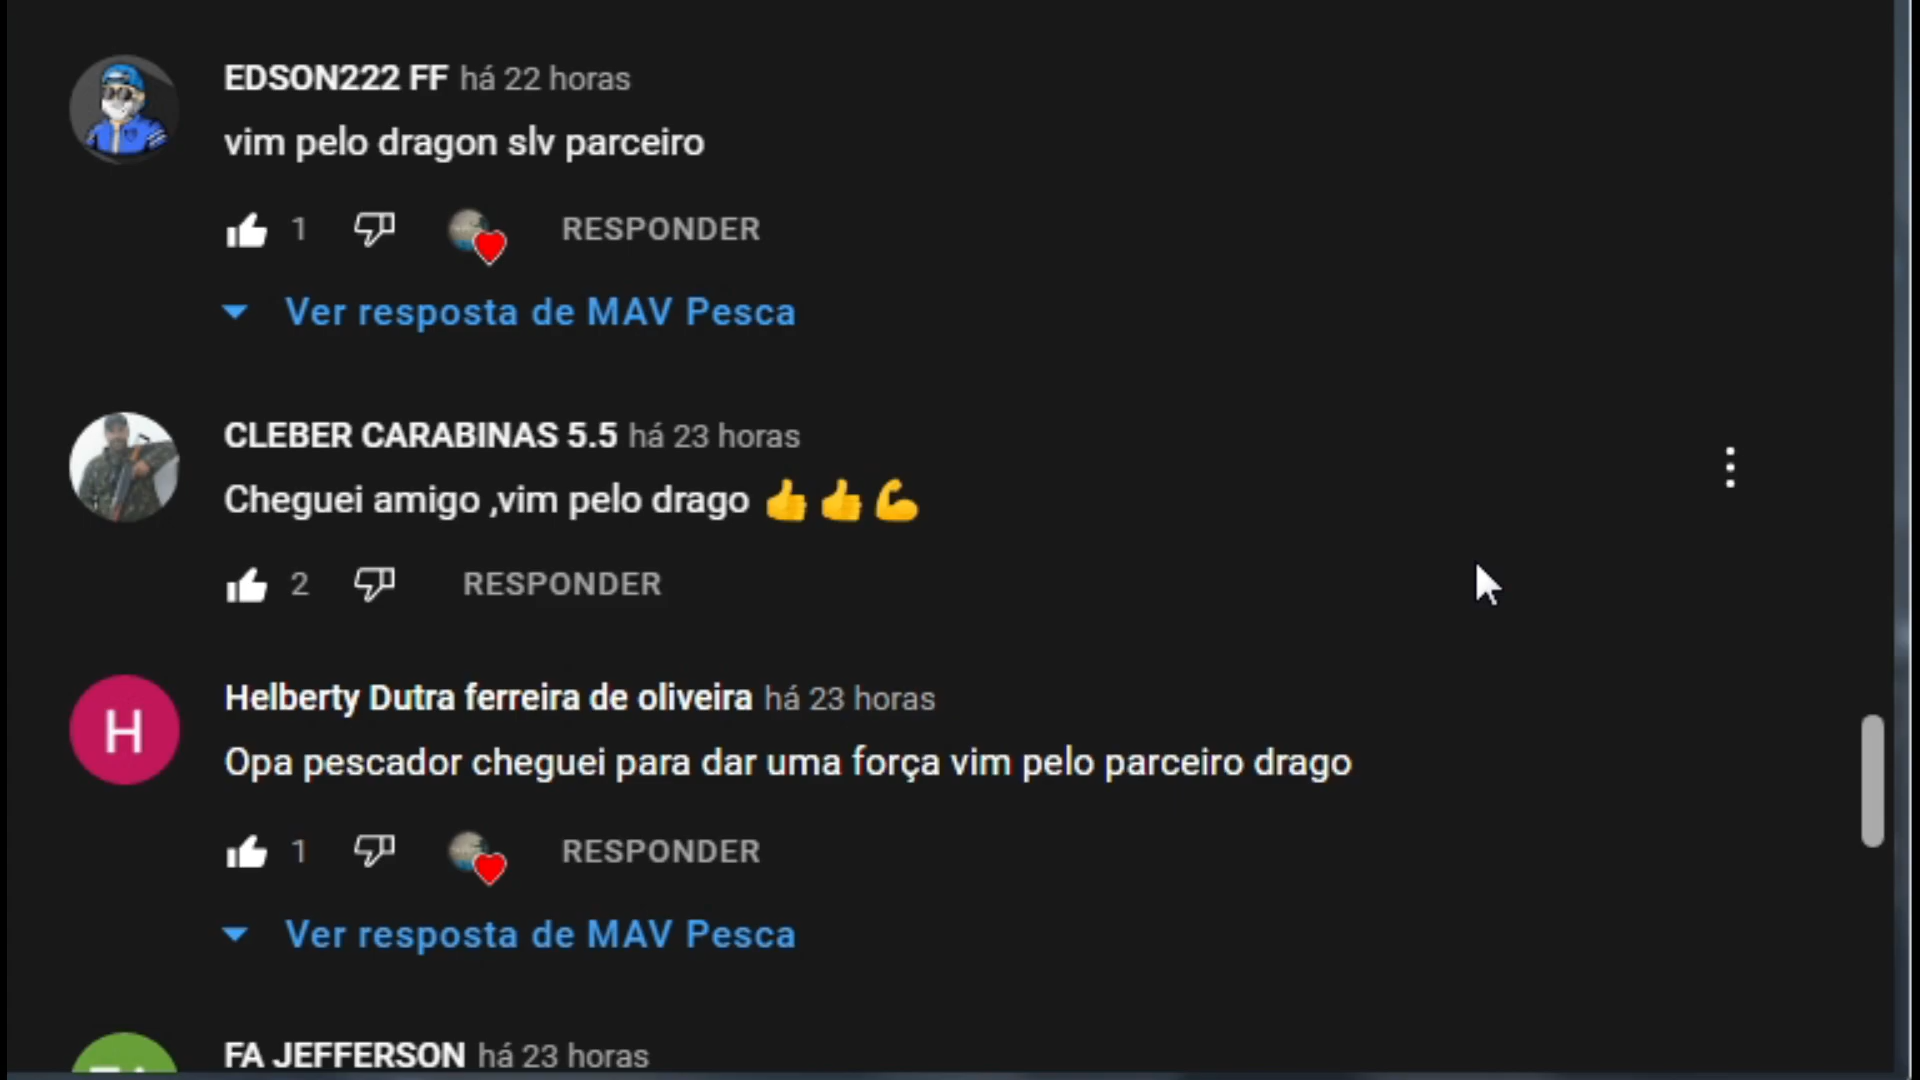 EDSON222 FF há 22 horas
vim pelo dragon slv parceiro
1 RESPONDER
Ver resposta de MAV Pesca
CLEBER CARABINAS 5.5 há 23 horas
Cheguei amigo ,vim pelo drago 👍👍💪
2 RESPONDER
H
Helberty Dutra ferreira de oliveira há 23 horas
Opa pescador cheguei para dar uma força vim pelo parceiro drago
1 RESPONDER
Ver resposta de MAV Pesca
FA JEFFERSON há 23 horas